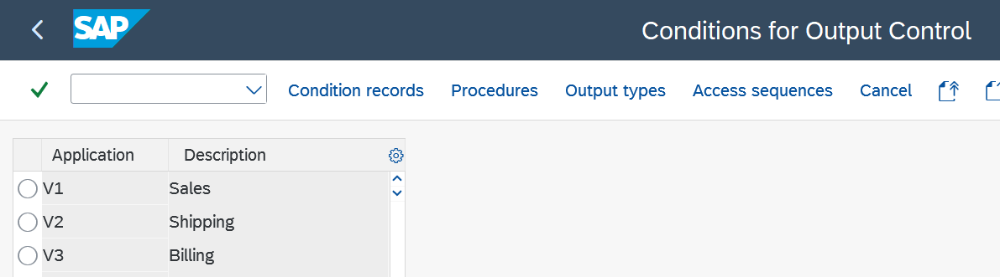 SAP Conditions for Output Control
Condition records Procedures Output types Access sequences Cancel
Application Description
V1 Sales
V2 Shipping
V3 Billing